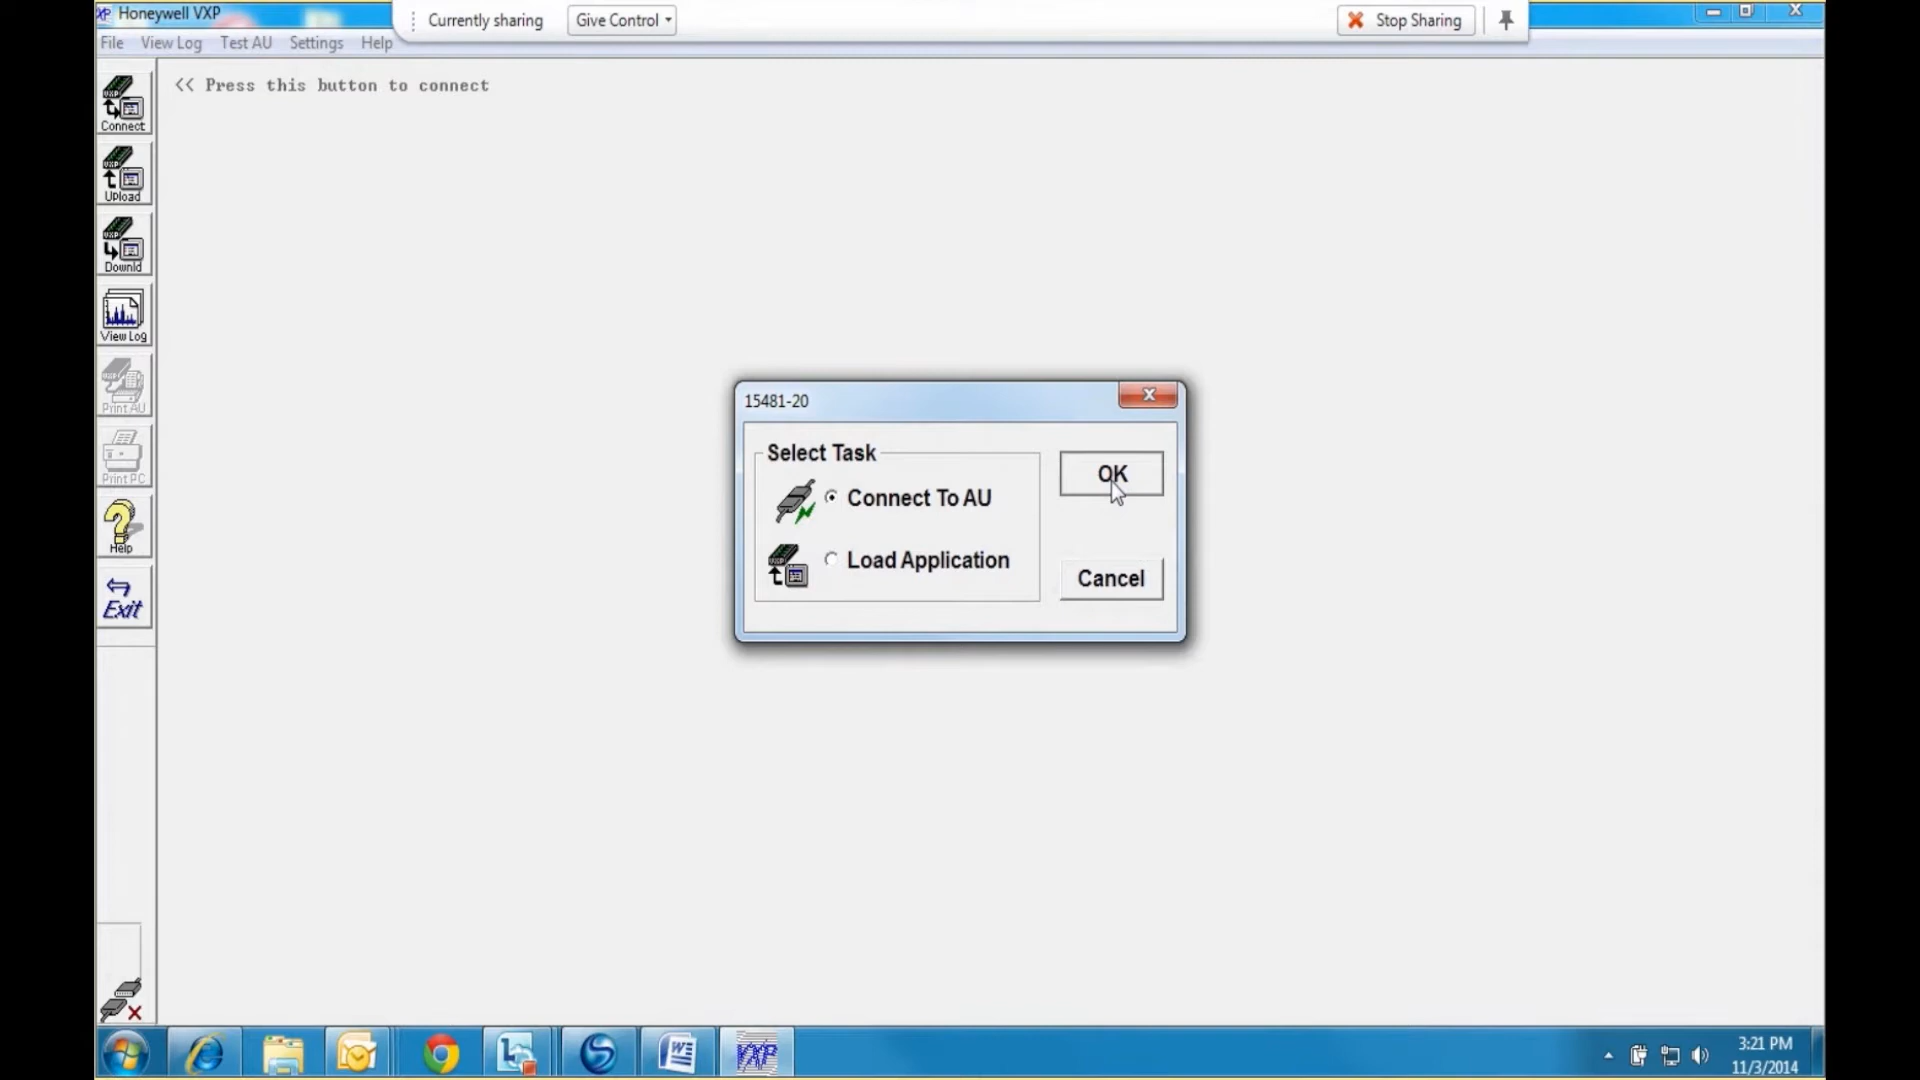 Honeywell VXP
Currently sharing
Give Control
Stop Sharing
File View Log Test AU Settings Help
<< Press this button to connect
Connect
Upload
Downld
View Log
Print AU
Print PC
Help
Exit
15481-20
Select Task
Connect To AU
Load Application
OK
Cancel
VXP
3:21 PM
11/3/2014